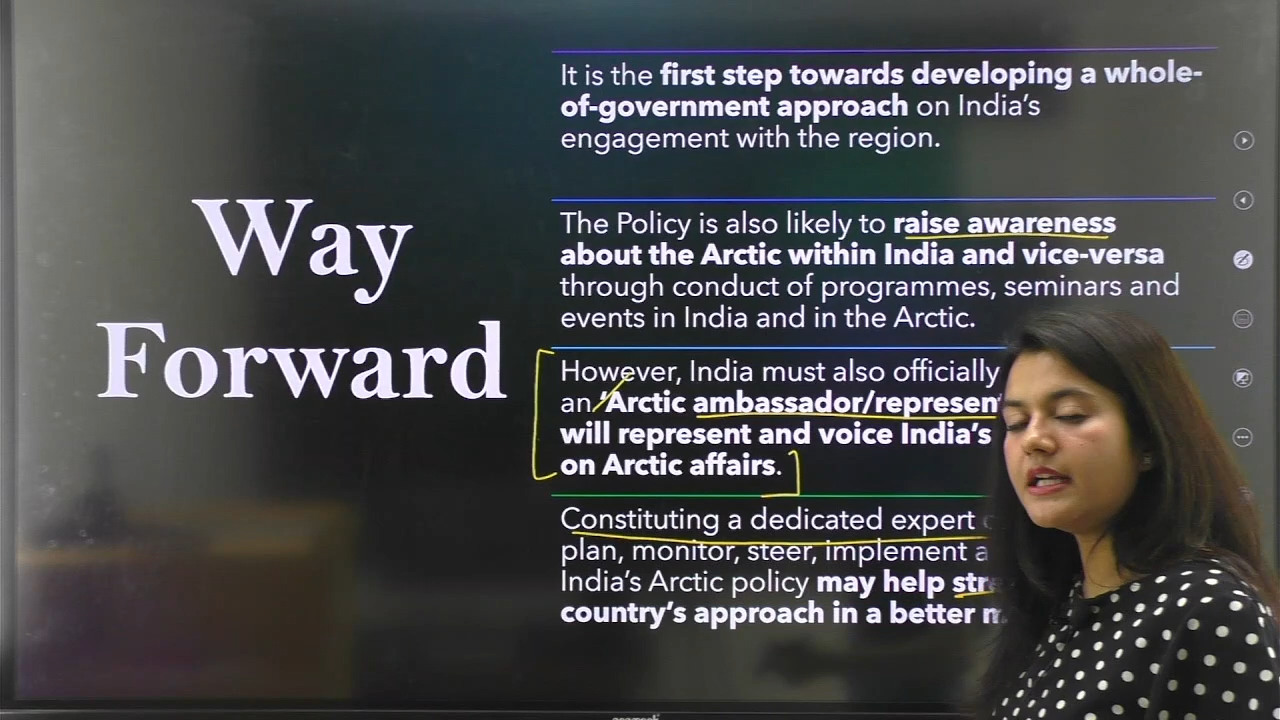 Way
Forward
It is the first step towards developing a whole-
of-government approach on India's
engagement with the region.
The Policy is also likely to raise awareness
about the Arctic within India and vice-versa
through conduct of programmes, seminars and
events in India and in the Arctic.
However, India must also officially
an 'Arctic
will represent and voice India's
on Arctic affairs.
Constituting a dedicated expert
plan, monitor, steer, implement
India's Arctic policy may help
country's approach in a better